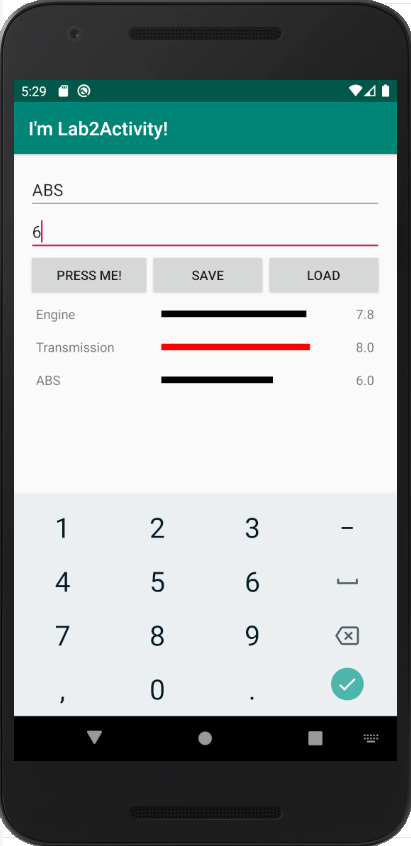 5:29
I'm Lab2Activity!
ABS
6
PRESS ME! SAVE LOAD
Engine 7.8
Transmission 8.0
ABS 6.0
1 2 3 –
4 5 6
7 8 9
, 0 .